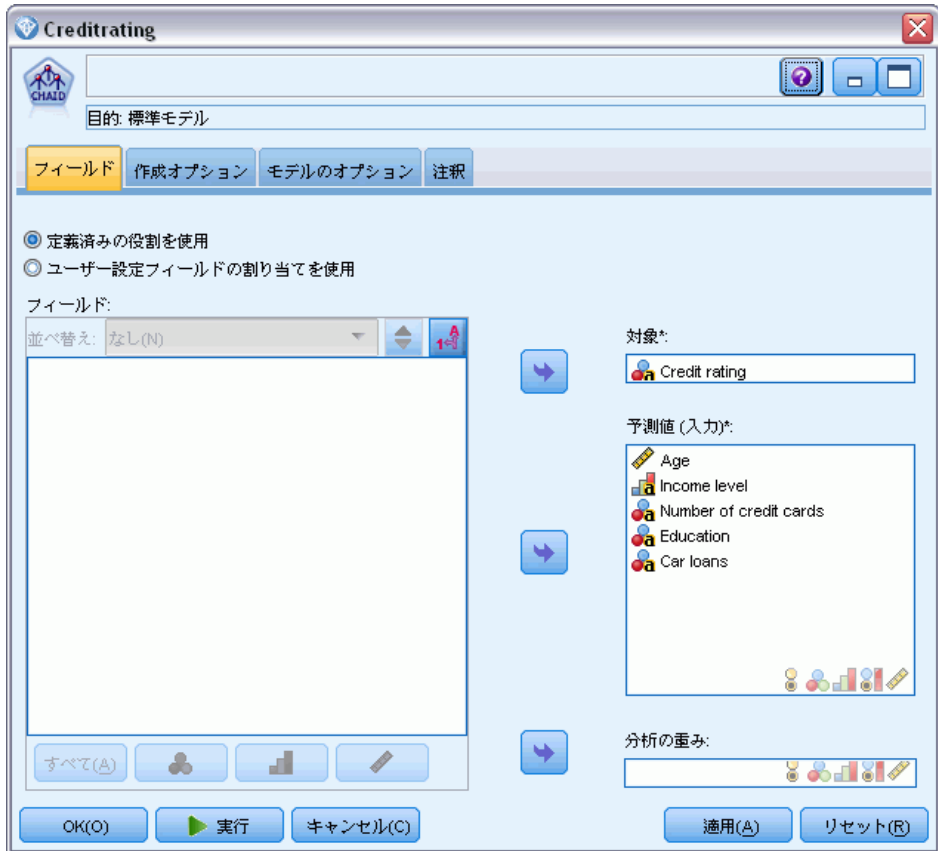 Creditrating
CHAID
目的: 標準モデル
フィールド 作成オプション モデルのオプション 注釈
定義済みの役割を使用
ユーザー設定フィールドの割り当てを使用
フィールド:
並べ替え: なし(N)
対象*:
Credit rating
予測値 (入力)*:
Age
Income level
Number of credit cards
Education
Car loans
すべて(A)
分析の重み:
OK(O) 実行 キャンセル(C) 適用(A) リセット(R)